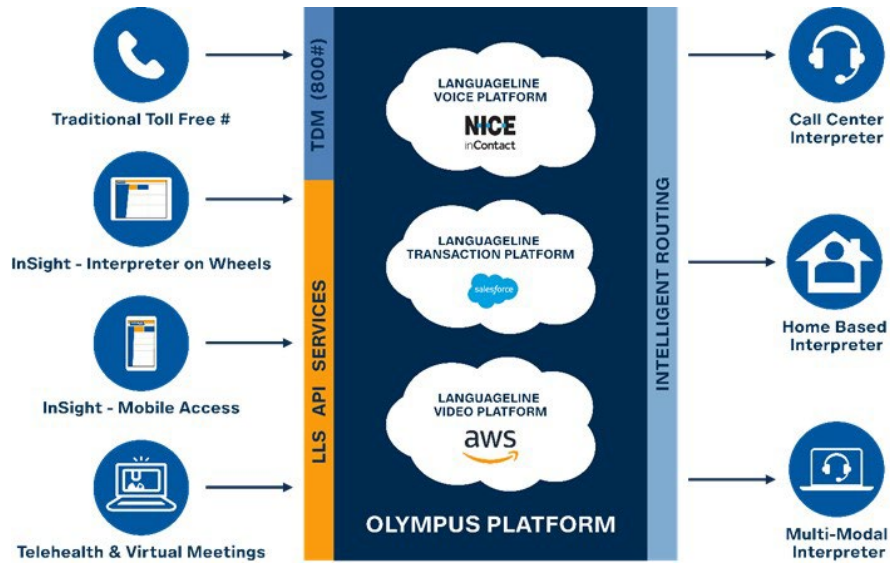 Traditional Toll Free #
InSight - Interpreter on Wheels
InSight - Mobile Access
Telehealth & Virtual Meetings
TDM (800#)
LLS API SERVICES
LANGUAGELINE
VOICE PLATFORM
NICE
inContact
LANGUAGELINE
TRANSACTION PLATFORM
salesforce
LANGUAGELINE
VIDEO PLATFORM
aws
OLYMPUS PLATFORM
INTELLIGENT ROUTING
Call Center
Interpreter
Home Based
Interpreter
Multi-Modal
Interpreter